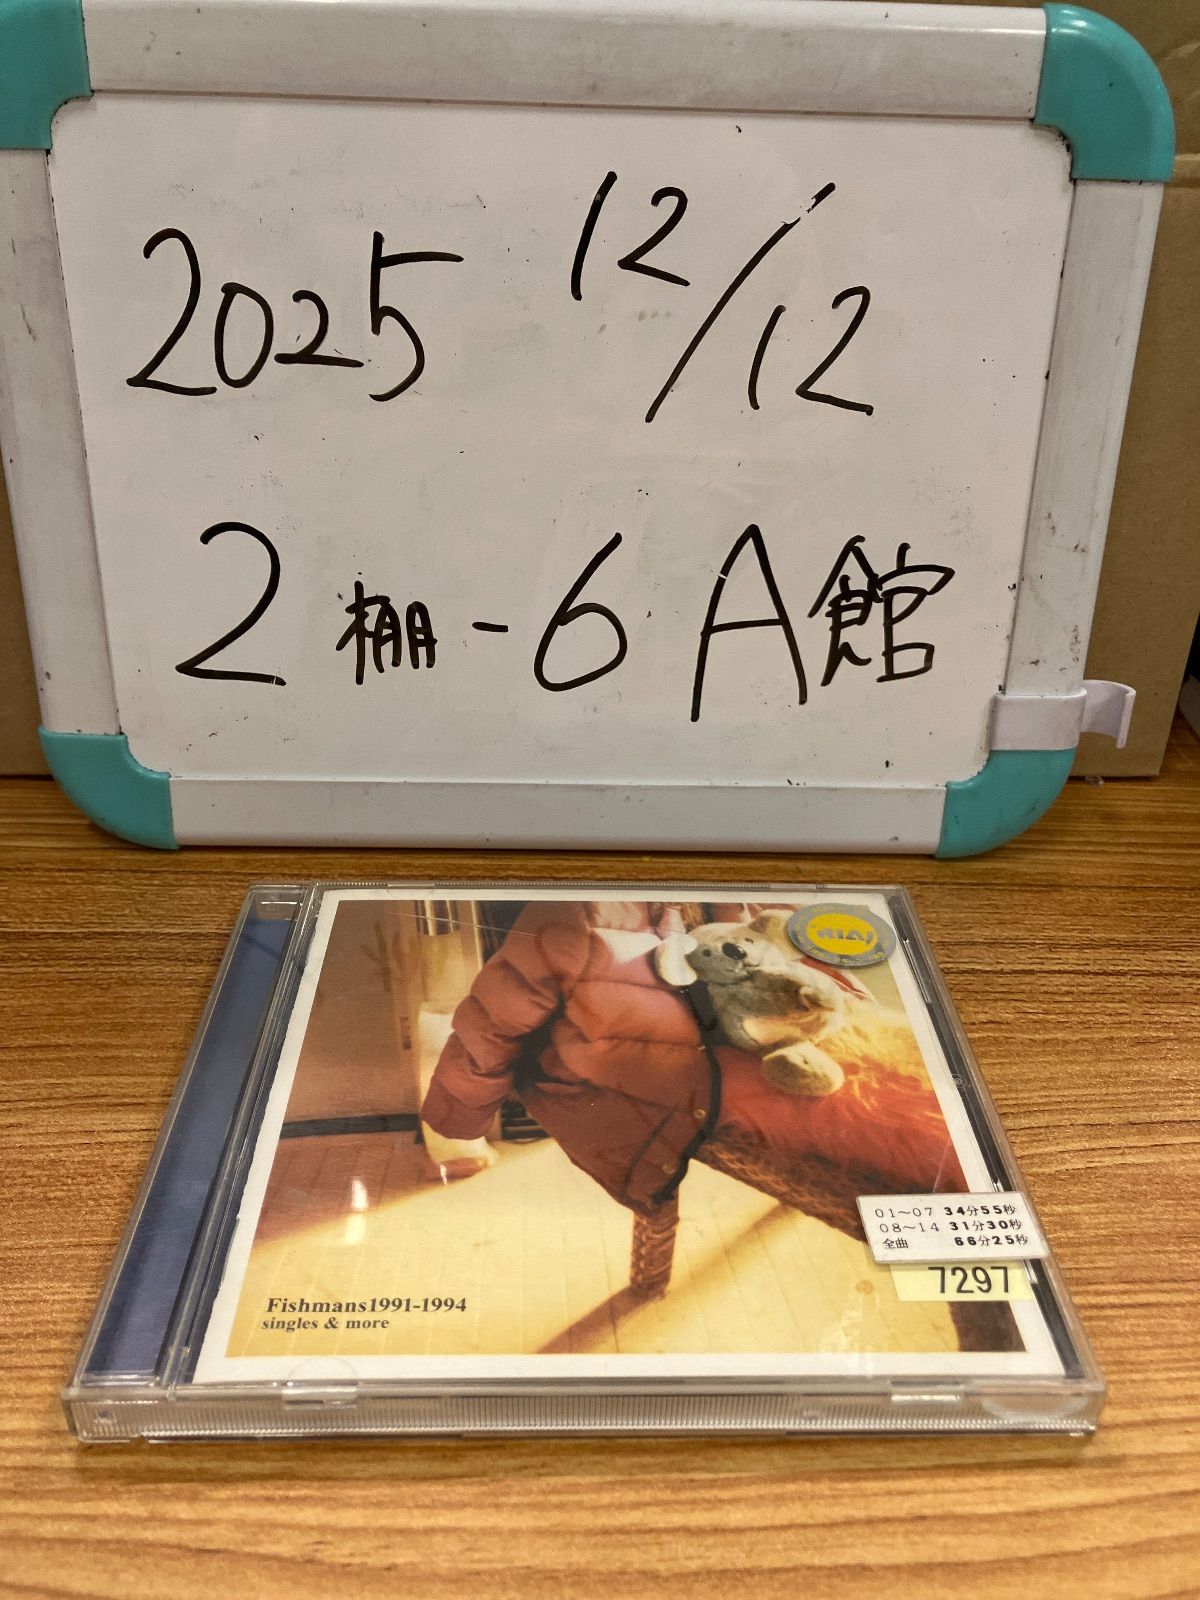 2025 12/12
2棚-6 A館
RIAJ
01〜07 34分55秒
08〜14 31分30秒
全曲 66分25秒
7297
Fishmans1991-1994
singles & more